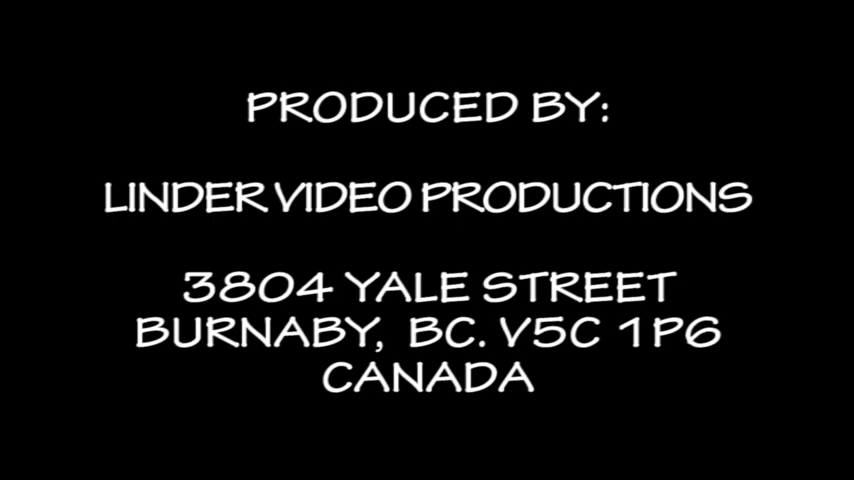 PRODUCED BY:
LINDER VIDEO PRODUCTIONS
3804 YALE STREET
BURNABY, BC. V5C 1P6
CANADA